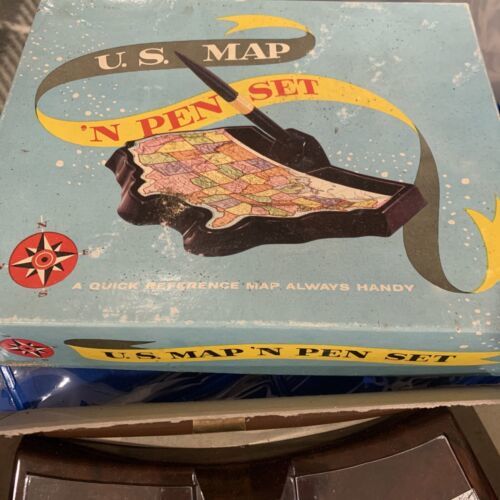 U.S. MAP
'N PEN SET
N
E
S
A QUICK REFERENCE MAP ALWAYS HANDY
U.S. MAP 'N PEN SET